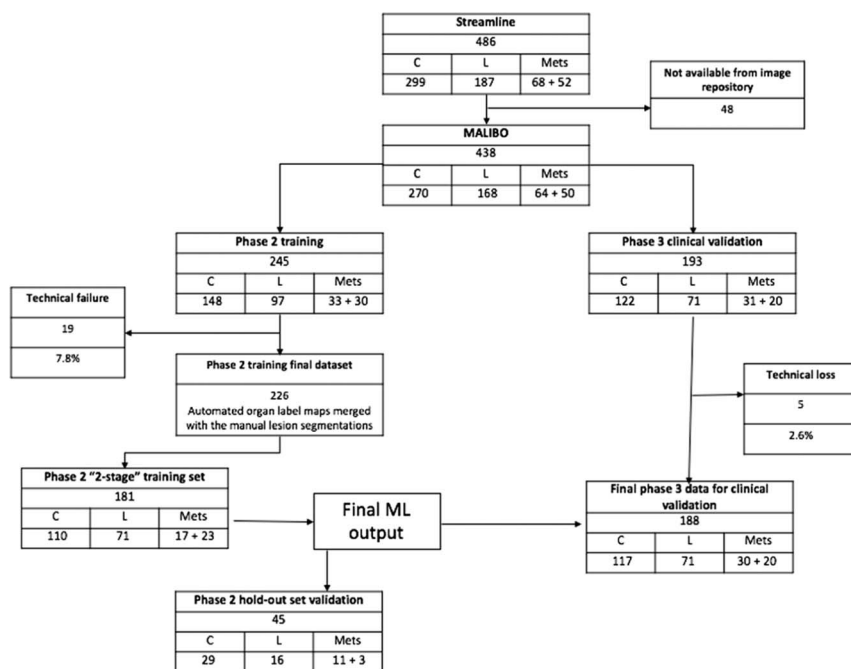 Streamline
486
C L Mets
299 187 68 + 52
Not available from image
repository
48
MALIBO
438
C L Mets
270 168 64 + 50
Phase 2 training
245
C L Mets
148 97 33 + 30
Phase 3 clinical validation
193
C L Mets
122 71 31 + 20
Technical failure
19
7.8%
Phase 2 training final dataset
226
Automated organ label maps merged
with the manual lesion segmentations
Technical loss
5
2.6%
Phase 2 “2-stage” training set
181
C L Mets
110 71 17 + 23
Final ML
output
Final phase 3 data for clinical
validation
188
C L Mets
117 71 30 + 20
Phase 2 hold-out set validation
45
C L Mets
29 16 11 + 3